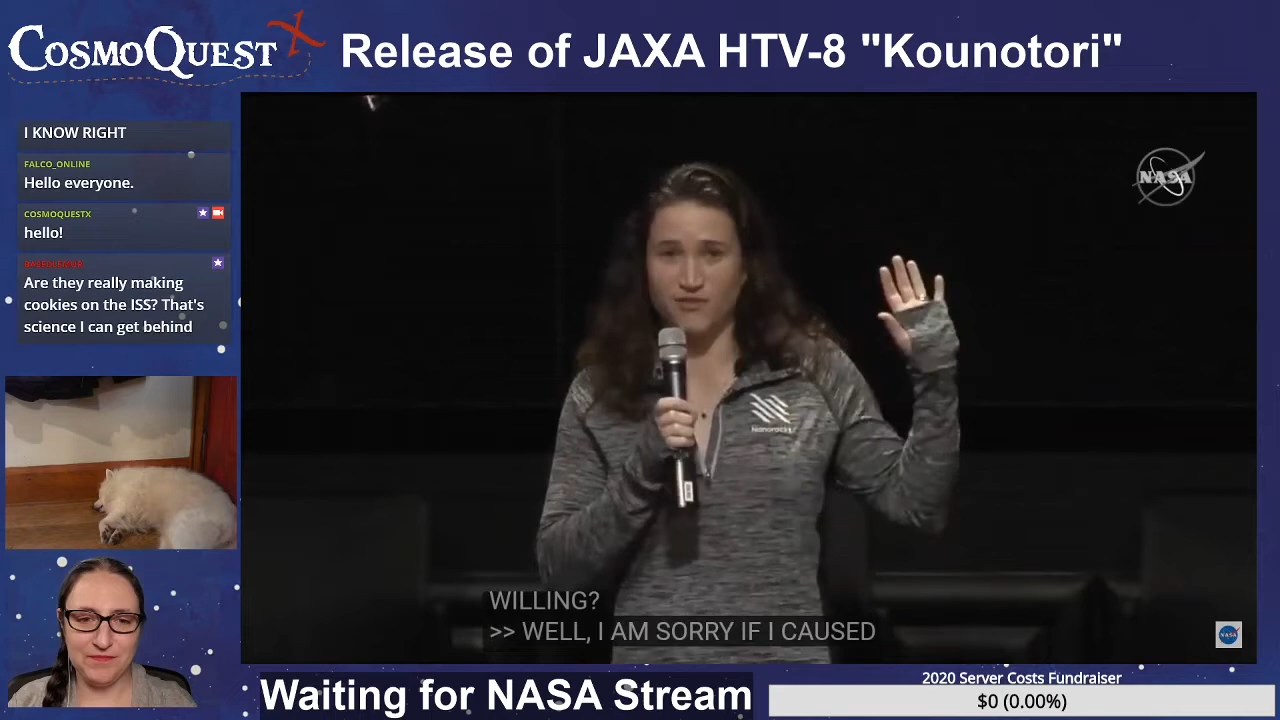 CosmoQuest X
Release of JAXA HTV-8 "Kounotori"
I KNOW RIGHT
FALCO_ONLINE
Hello everyone.
COSMOQUESTX
hello!
Are they really making
cookies on the ISS? That's
science I can get behind
NASA
Nanoracks
WILLING?
>> WELL, I AM SORRY IF I CAUSED
NASA
Waiting for NASA Stream
2020 Server Costs Fundraiser
$0 (0.00%)